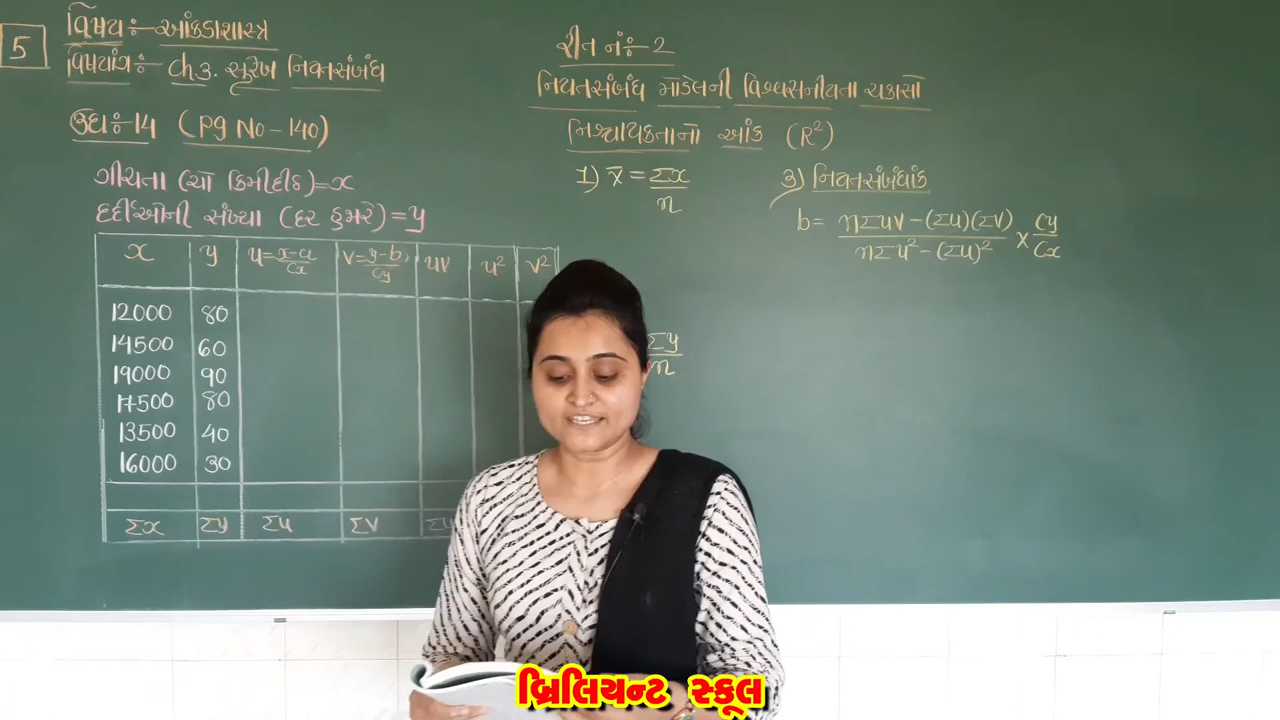 5
વિષય :- આંકડાશાસ્ત્ર
વિષયાંગ :- Ch.3. સુરેખ નિયતસંબંધ
ઉદા :- 14 (Pg No - 140)
ગીચતા (ચો કિમીદીઠ) = x
દર્દીઓની સંખ્યા (દર હજારે) = y
x y u = x-a/Cx v = y-b/Cy uv u² v²
12000 80
14500 60
19000 90
17500 80
13500 40
16000 30
Σx Σy Σu Σv
રીત નં :- 2
નિયતસંબંધ મોડેલની વિશ્વસનીયતા ચકાસો
નિશ્ચાયકતાનો આંક (R²)
1) x̄ = Σx/n
Σy/n
3) નિયતસંબંધાંક
b = nΣuv - (Σu)(Σv)/nΣu² - (Σu)² × Cy/Cx
બ્રિલિયન્ટ સ્કૂલ